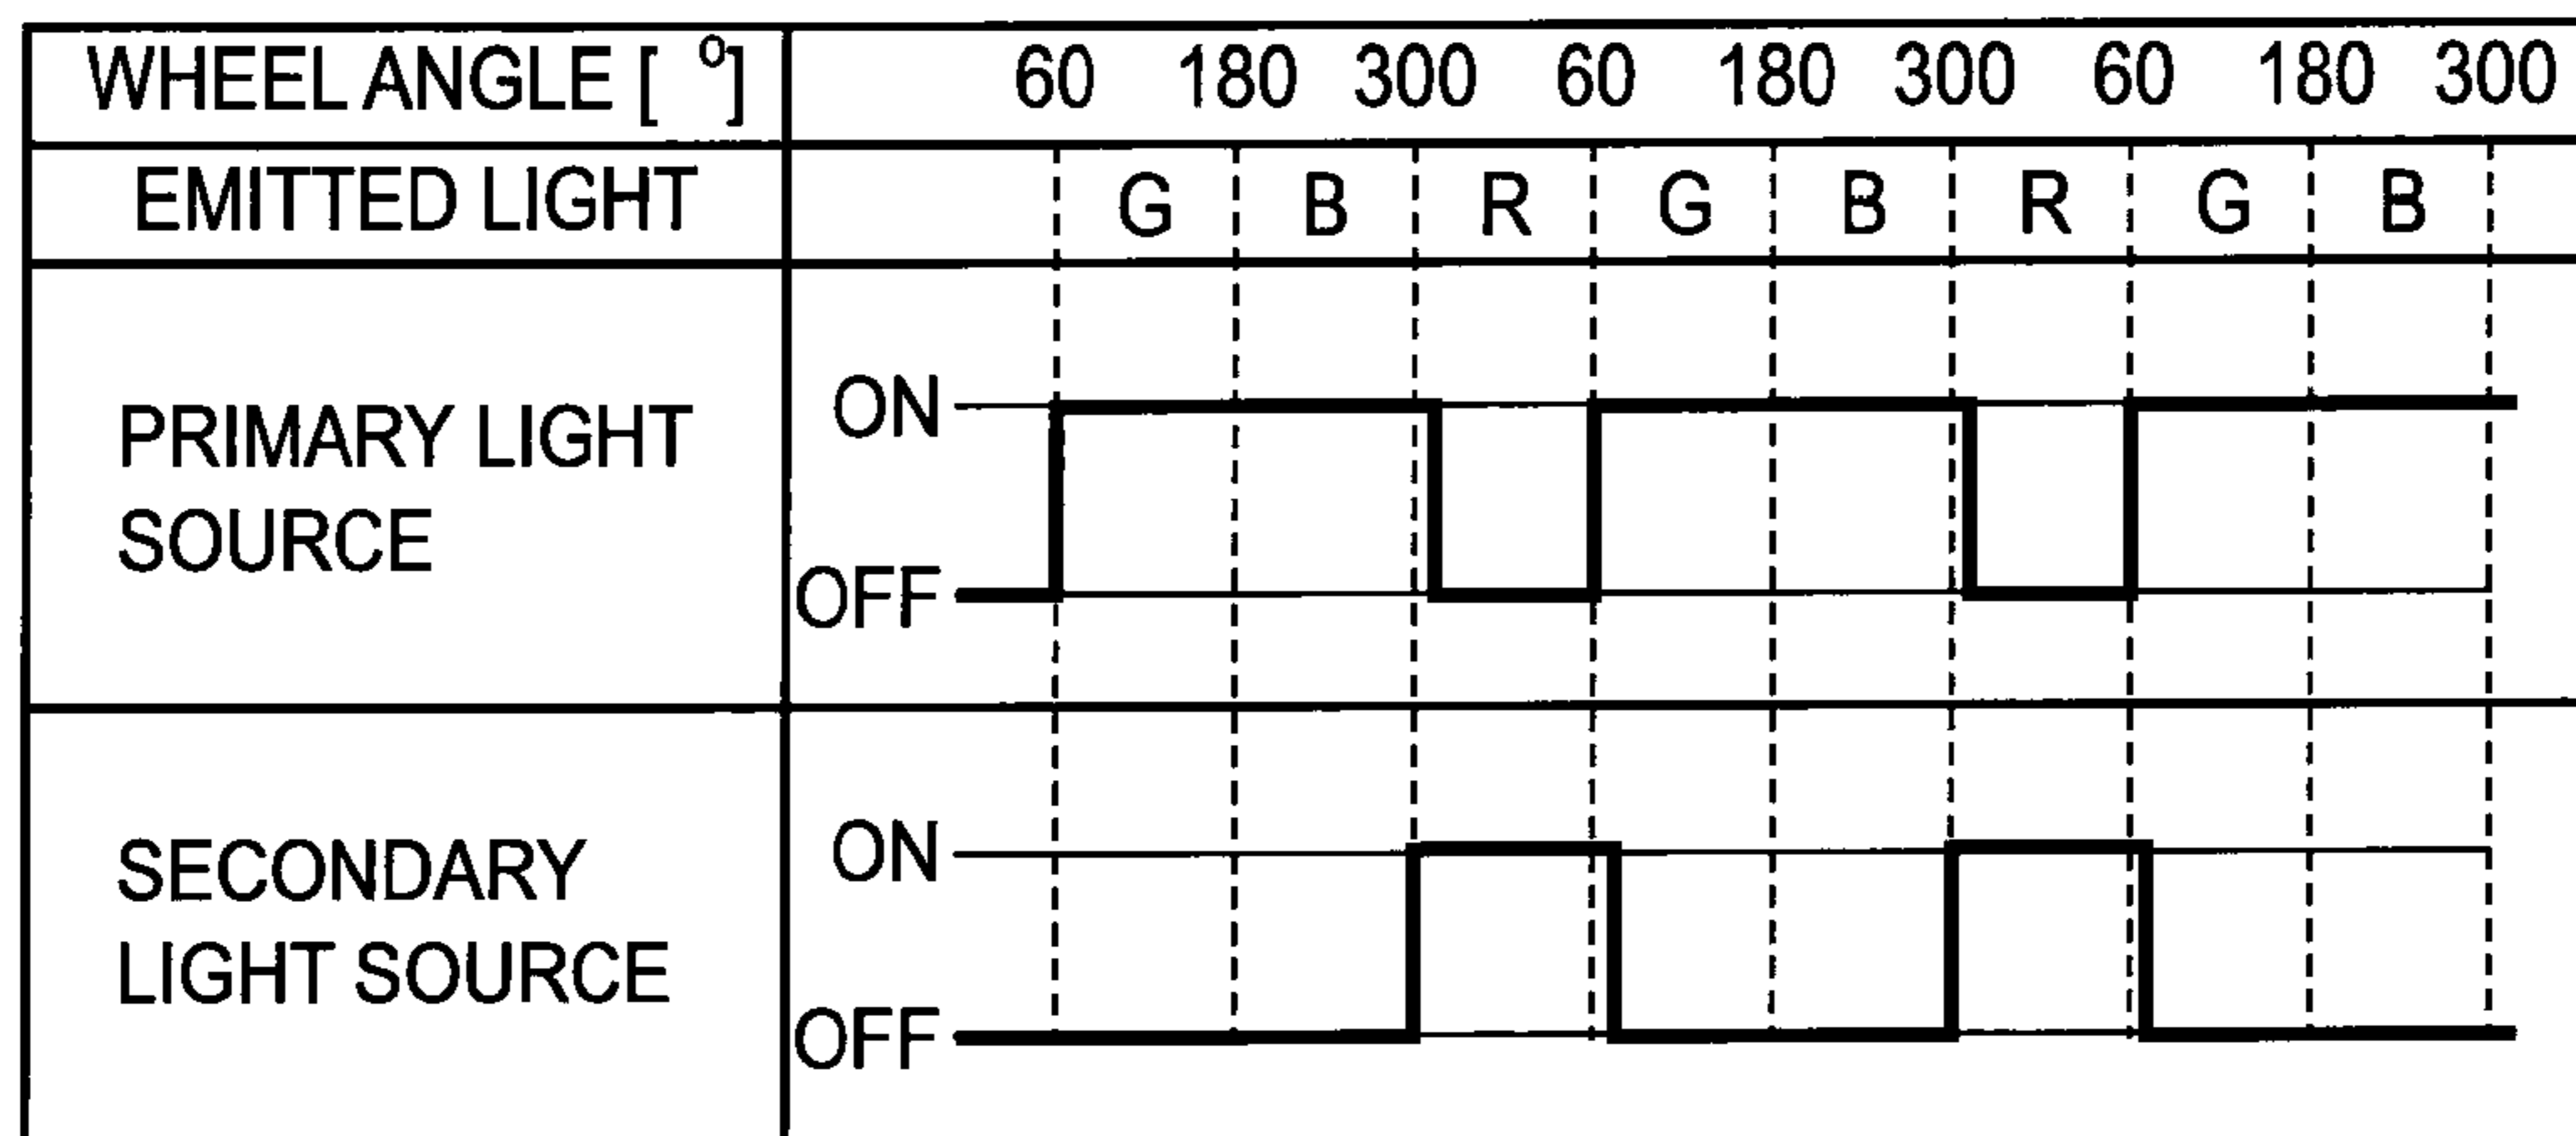 WHEEL ANGLE [ °] 60 180 300 60 180 300 60 180 300
EMITTED LIGHT G B R G B R G B
PRIMARY LIGHT
SOURCE
ON
OFF
SECONDARY
LIGHT SOURCE
ON
OFF